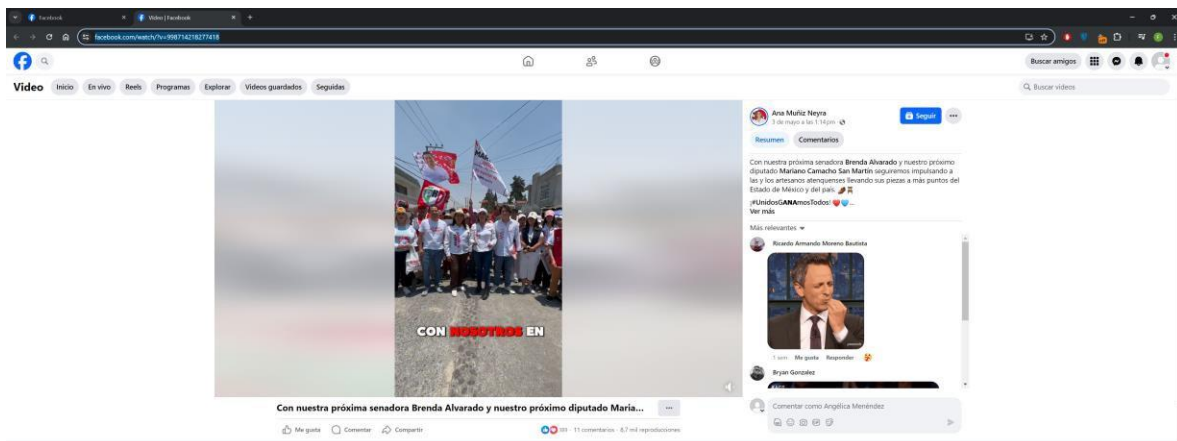 Facebook
Video | Facebook
facebook.com/watch/?v=998714218277418
Buscar amigos
Video
Inicio
En vivo
Reels
Programas
Explorar
Videos guardados
Seguidas
Buscar videos
CON NOSOTROS EN
Con nuestra próxima senadora Brenda Alvarado y nuestro próximo diputado Maria...
Me gusta
Comentar
Compartir
11 comentarios · 8,7 mil reproducciones
Ana Muñiz Neyra
3 de mayo a las 1:14 pm
Seguir
Resumen
Comentarios
Con nuestra próxima senadora Brenda Alvarado y nuestro próximo
diputado Mariano Camacho San Martín seguiremos impulsando a
las y los artesanos atenquenses llevando sus piezas a más puntos del
Estado de México y del país.
¡#UnidosGANAmosTodos!
Ver más
Más relevantes
Ricardo Armando Moreno Bautista
1 sem Me gusta Responder
Bryan Gonzalez
Comentar como Angélica Menéndez